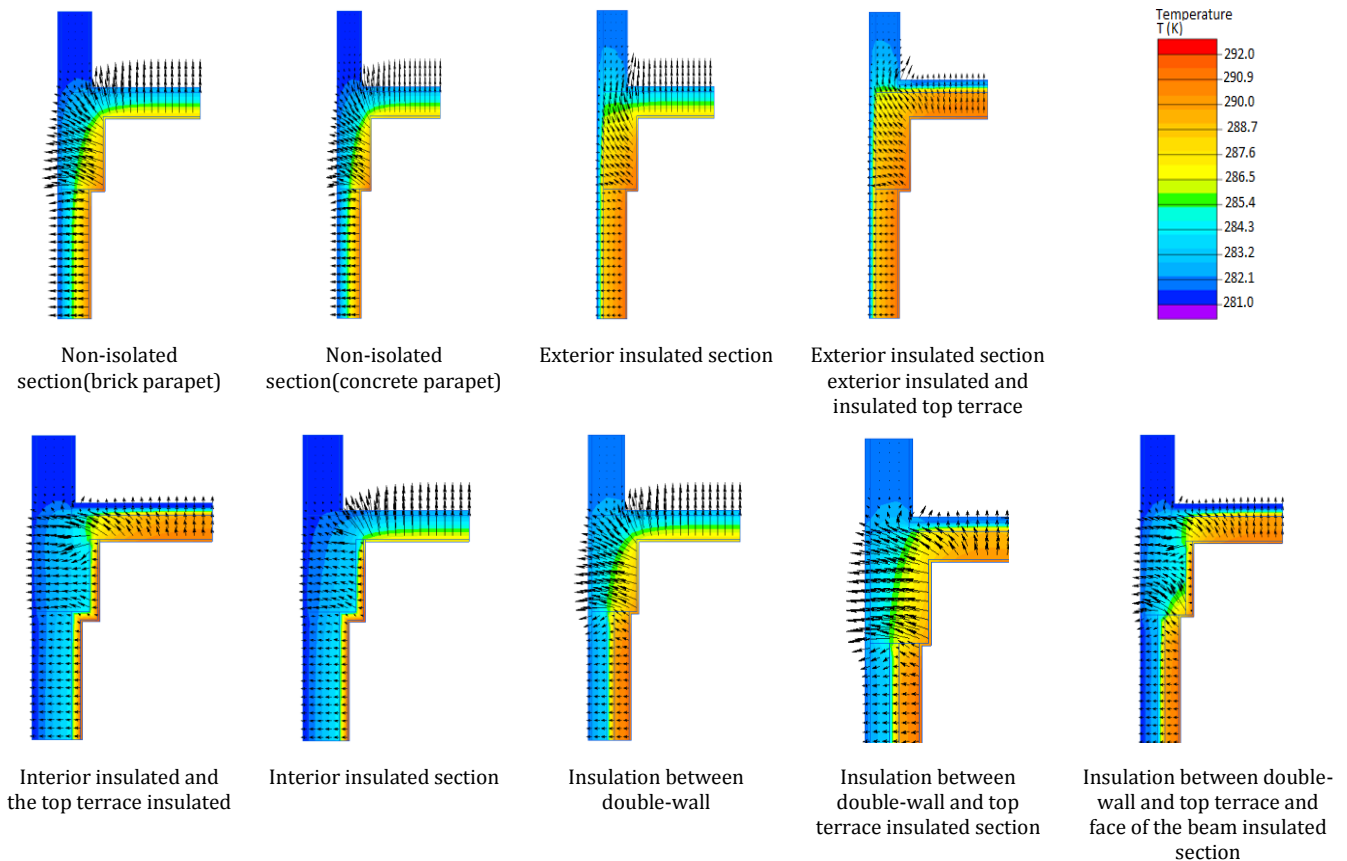 Temperature
T (K)
292.0
290.9
290.0
288.7
287.6
286.5
285.4
284.3
283.2
282.1
281.0
Non-isolated
section(brick parapet)
Non-isolated
section(concrete parapet)
Exterior insulated section
Exterior insulated section
exterior insulated and
insulated top terrace
Interior insulated and
the top terrace insulated
Interior insulated section
Insulation between
double-wall
Insulation between
double-wall and top
terrace insulated section
Insulation between double-
wall and top terrace and
face of the beam insulated
section